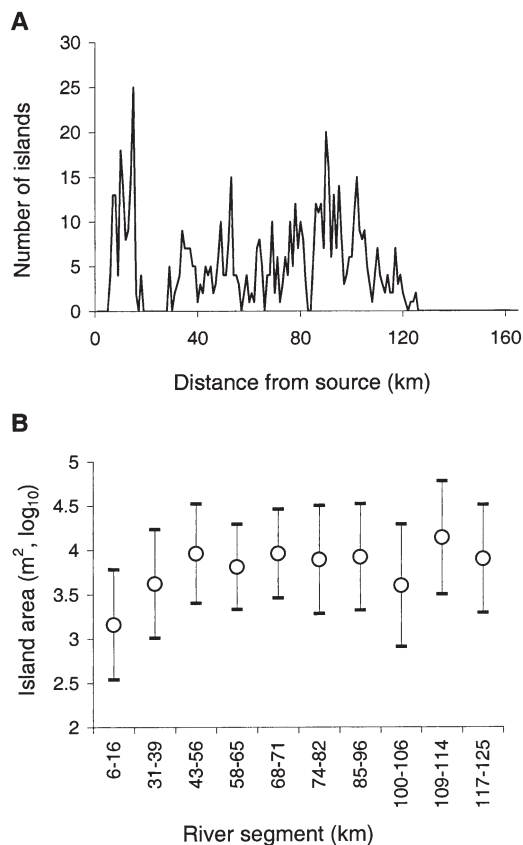 A
30
25
20
15
10
5
0
Number of islands
0 40 80 120 160
Distance from source (km)
B
5
4.5
4
3.5
3
2.5
2
Island area (m², log₁₀)
6-16 31-39 43-56 58-65 68-71 74-82 85-96 100-106 109-114 117-125
River segment (km)